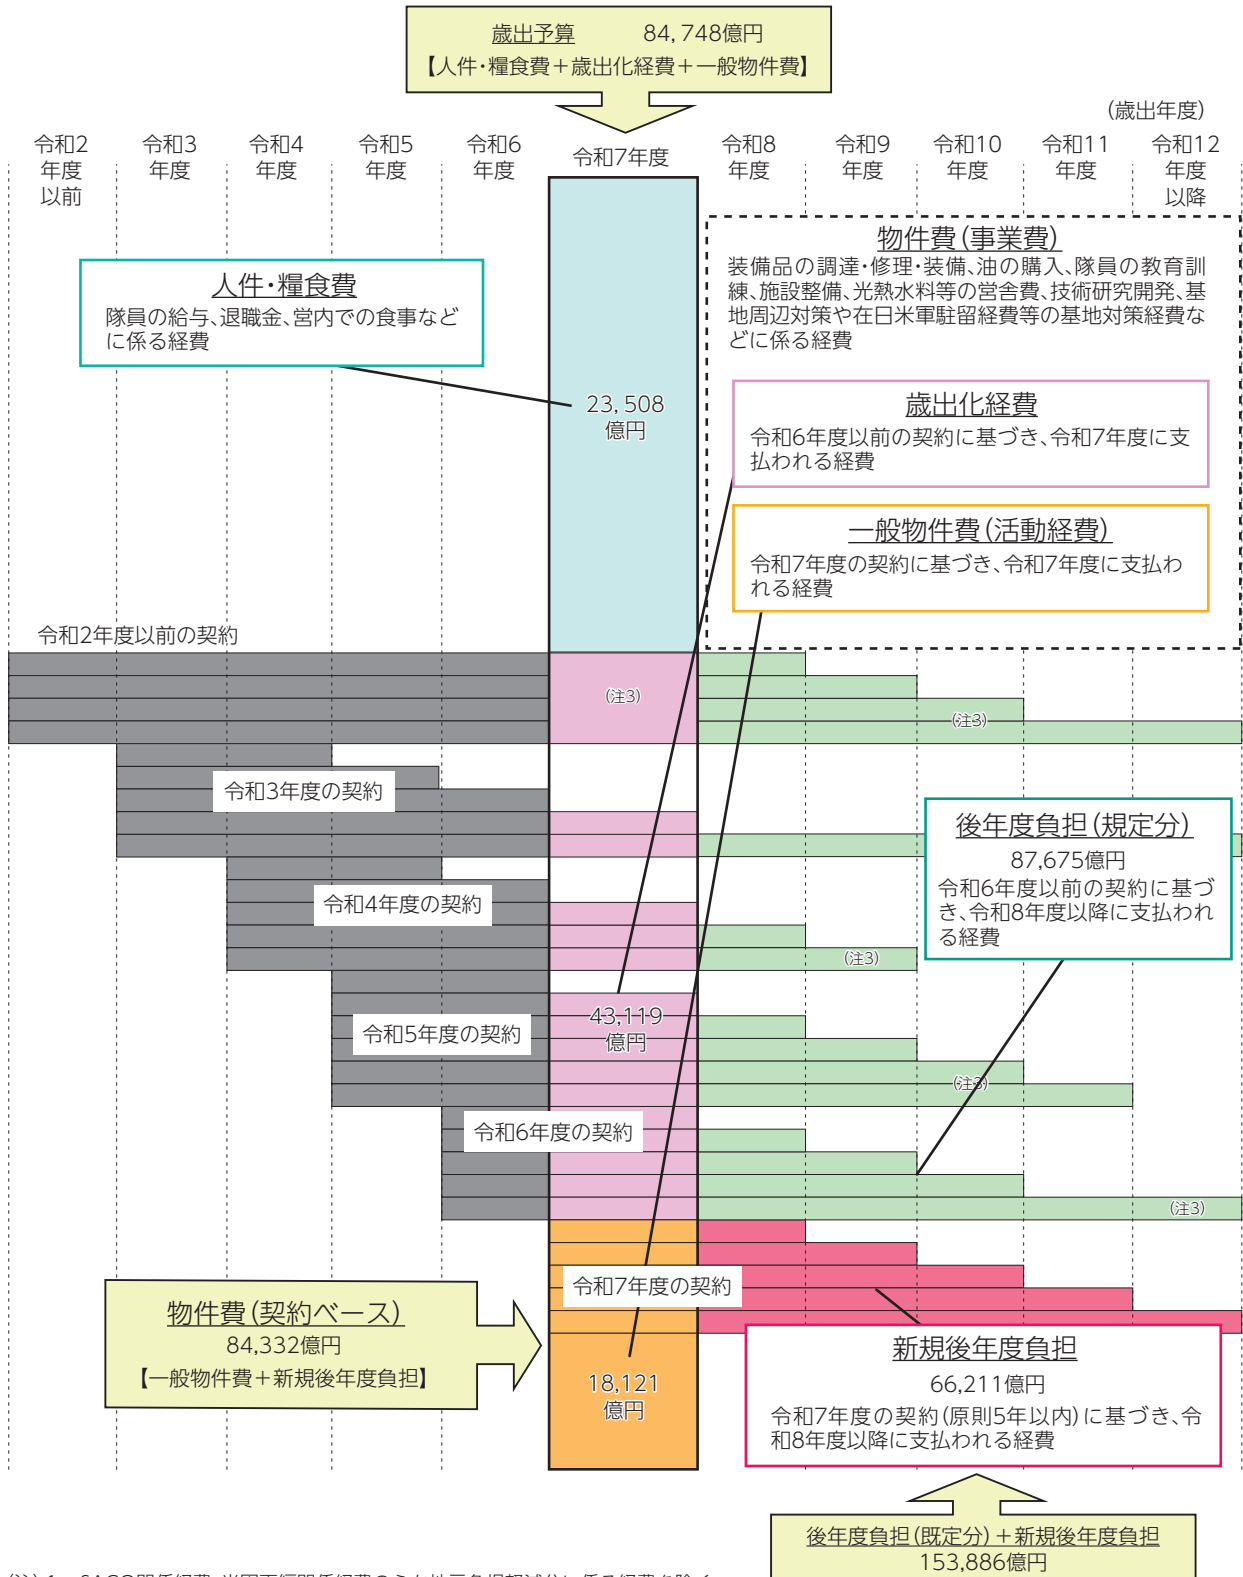 歳出予算 84,748億円
【人件・糧食費＋歳出化経費＋一般物件費】
(歳出年度)
令和2
年度
以前
令和3
年度
令和4
年度
令和5
年度
令和6
年度
令和7年度
令和8
年度
令和9
年度
令和10
年度
令和11
年度
令和12
年度
以降
人件・糧食費
隊員の給与、退職金、営内での食事など
に係る経費
23,508
億円
物件費(事業費)
装備品の調達・修理・装備、油の購入、隊員の教育訓
練、施設整備、光熱水料等の営舎費、技術研究開発、基
地周辺対策や在日米軍駐留経費等の基地対策経費な
どに係る経費
歳出化経費
令和6年度以前の契約に基づき、令和7年度に支
払われる経費
一般物件費(活動経費)
令和7年度の契約に基づき、令和7年度に支払わ
れる経費
令和2年度以前の契約
(注3)
(注3)
令和3年度の契約
後年度負担(規定分)
87,675億円
令和6年度以前の契約に基づ
き、令和8年度以降に支払われ
る経費
令和4年度の契約
(注3)
43,119
億円
令和5年度の契約
(注3)
令和6年度の契約
(注3)
令和7年度の契約
物件費(契約ベース)
84,332億円
【一般物件費＋新規後年度負担】
18,121
億円
新規後年度負担
66,211億円
令和7年度の契約(原則5年以内)に基づき、令
和8年度以降に支払われる経費
後年度負担(既定分)＋新規後年度負担
153,886億円